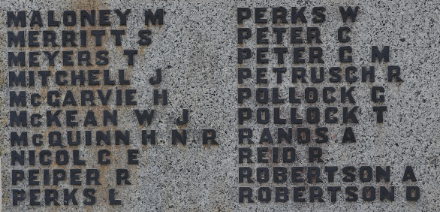 MALONEY M
MERRITT S
MEYERS T
MITCHELL J
McGARVIE H
McKEAN W J
McQUINN H N R
NICOL G E
PEIPER R
PERKS L
PERKS W
PETER C
PETER G M
PETRUSCH R
POLLOCK G
POLLOCK T
RANDS A
REID R
ROBERTSON A
ROBERTSON D